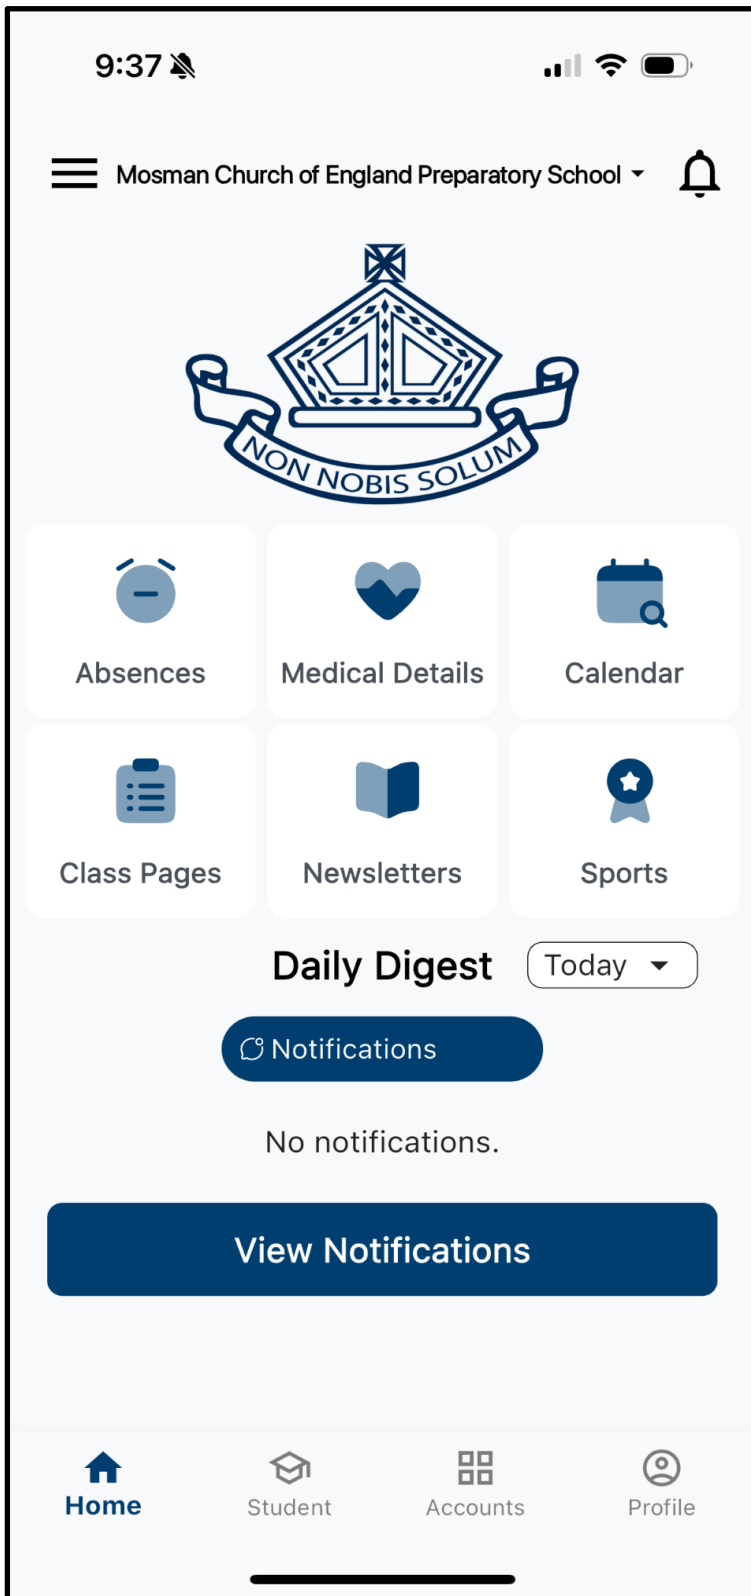 9:37
Mosman Church of England Preparatory School
NON NOBIS SOLUM
Absences
Medical Details
Calendar
Class Pages
Newsletters
Sports
Daily Digest
Today
Notifications
No notifications.
View Notifications
Home
Student
Accounts
Profile